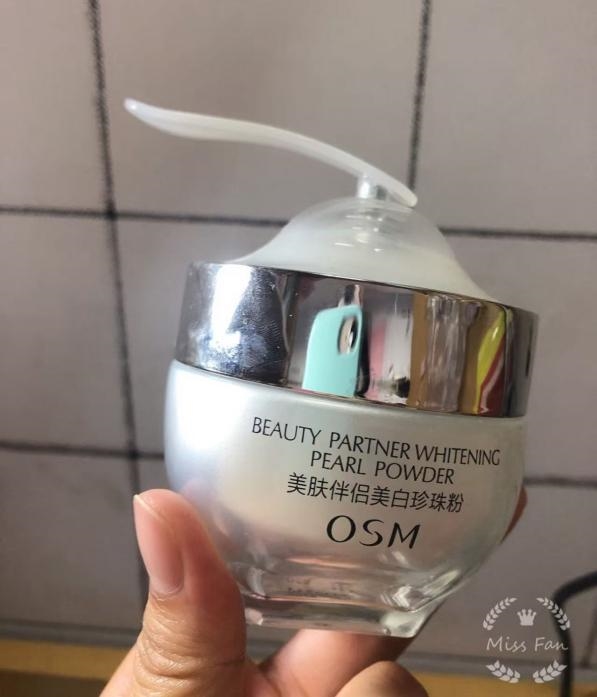 BEAUTY PARTNER WHITENING
PEARL POWDER
美肤伴侣美白珍珠粉
OSM
Miss Fan